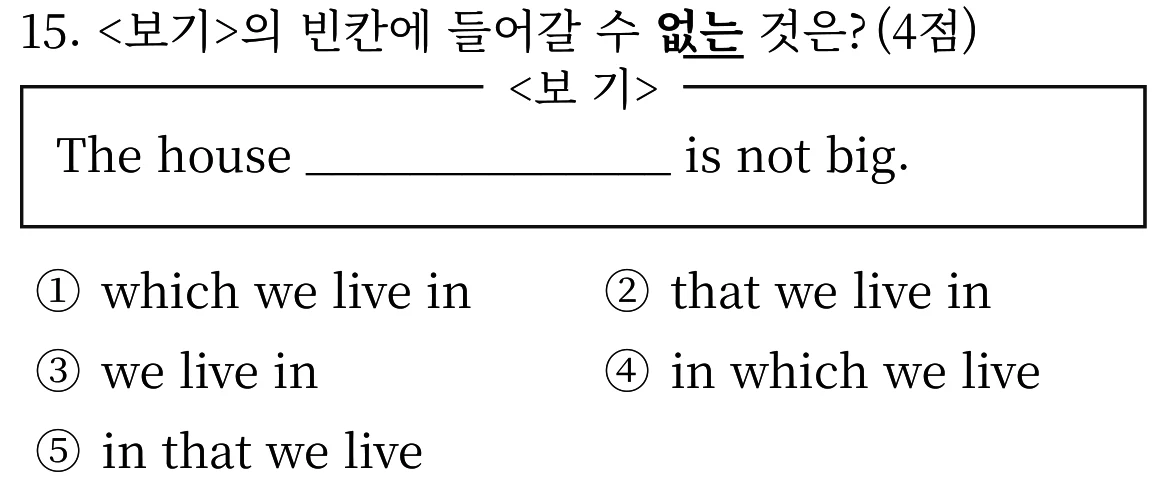 15. <보기>의 빈칸에 들어갈 수 없는 것은? (4점)
<보 기>
The house ______________ is not big.
① which we live in ② that we live in
③ we live in ④ in which we live
⑤ in that we live